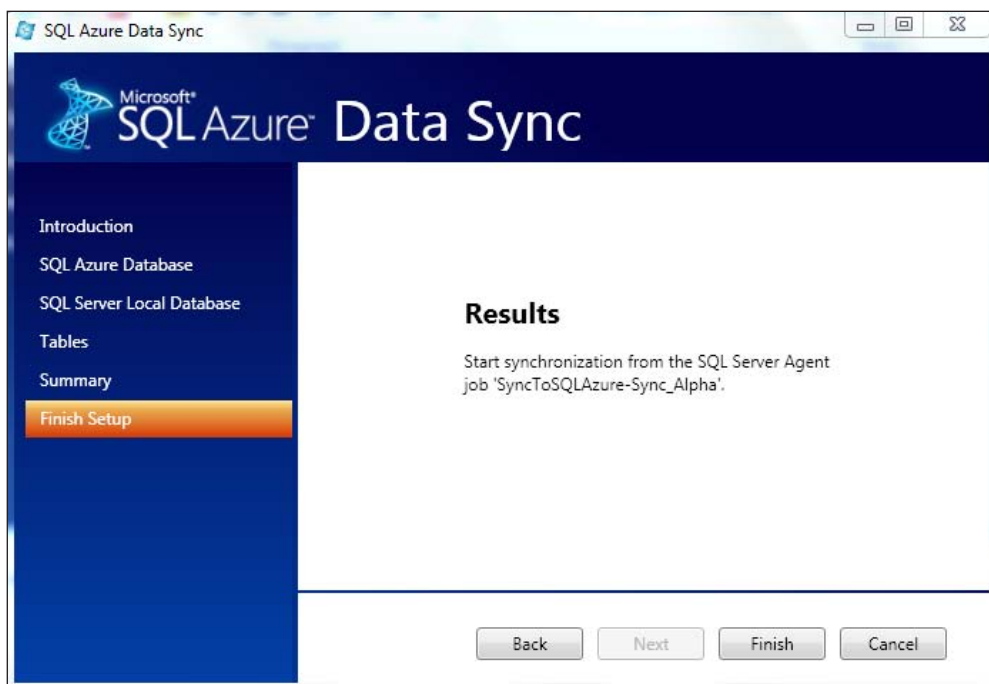 SQL Azure Data Sync
Microsoft®
SQL Azure™ Data Sync
Introduction
SQL Azure Database
SQL Server Local Database
Tables
Summary
Finish Setup
Results
Start synchronization from the SQL Server Agent
job 'SyncToSQLAzure-Sync_Alpha'.
Back
Next
Finish
Cancel